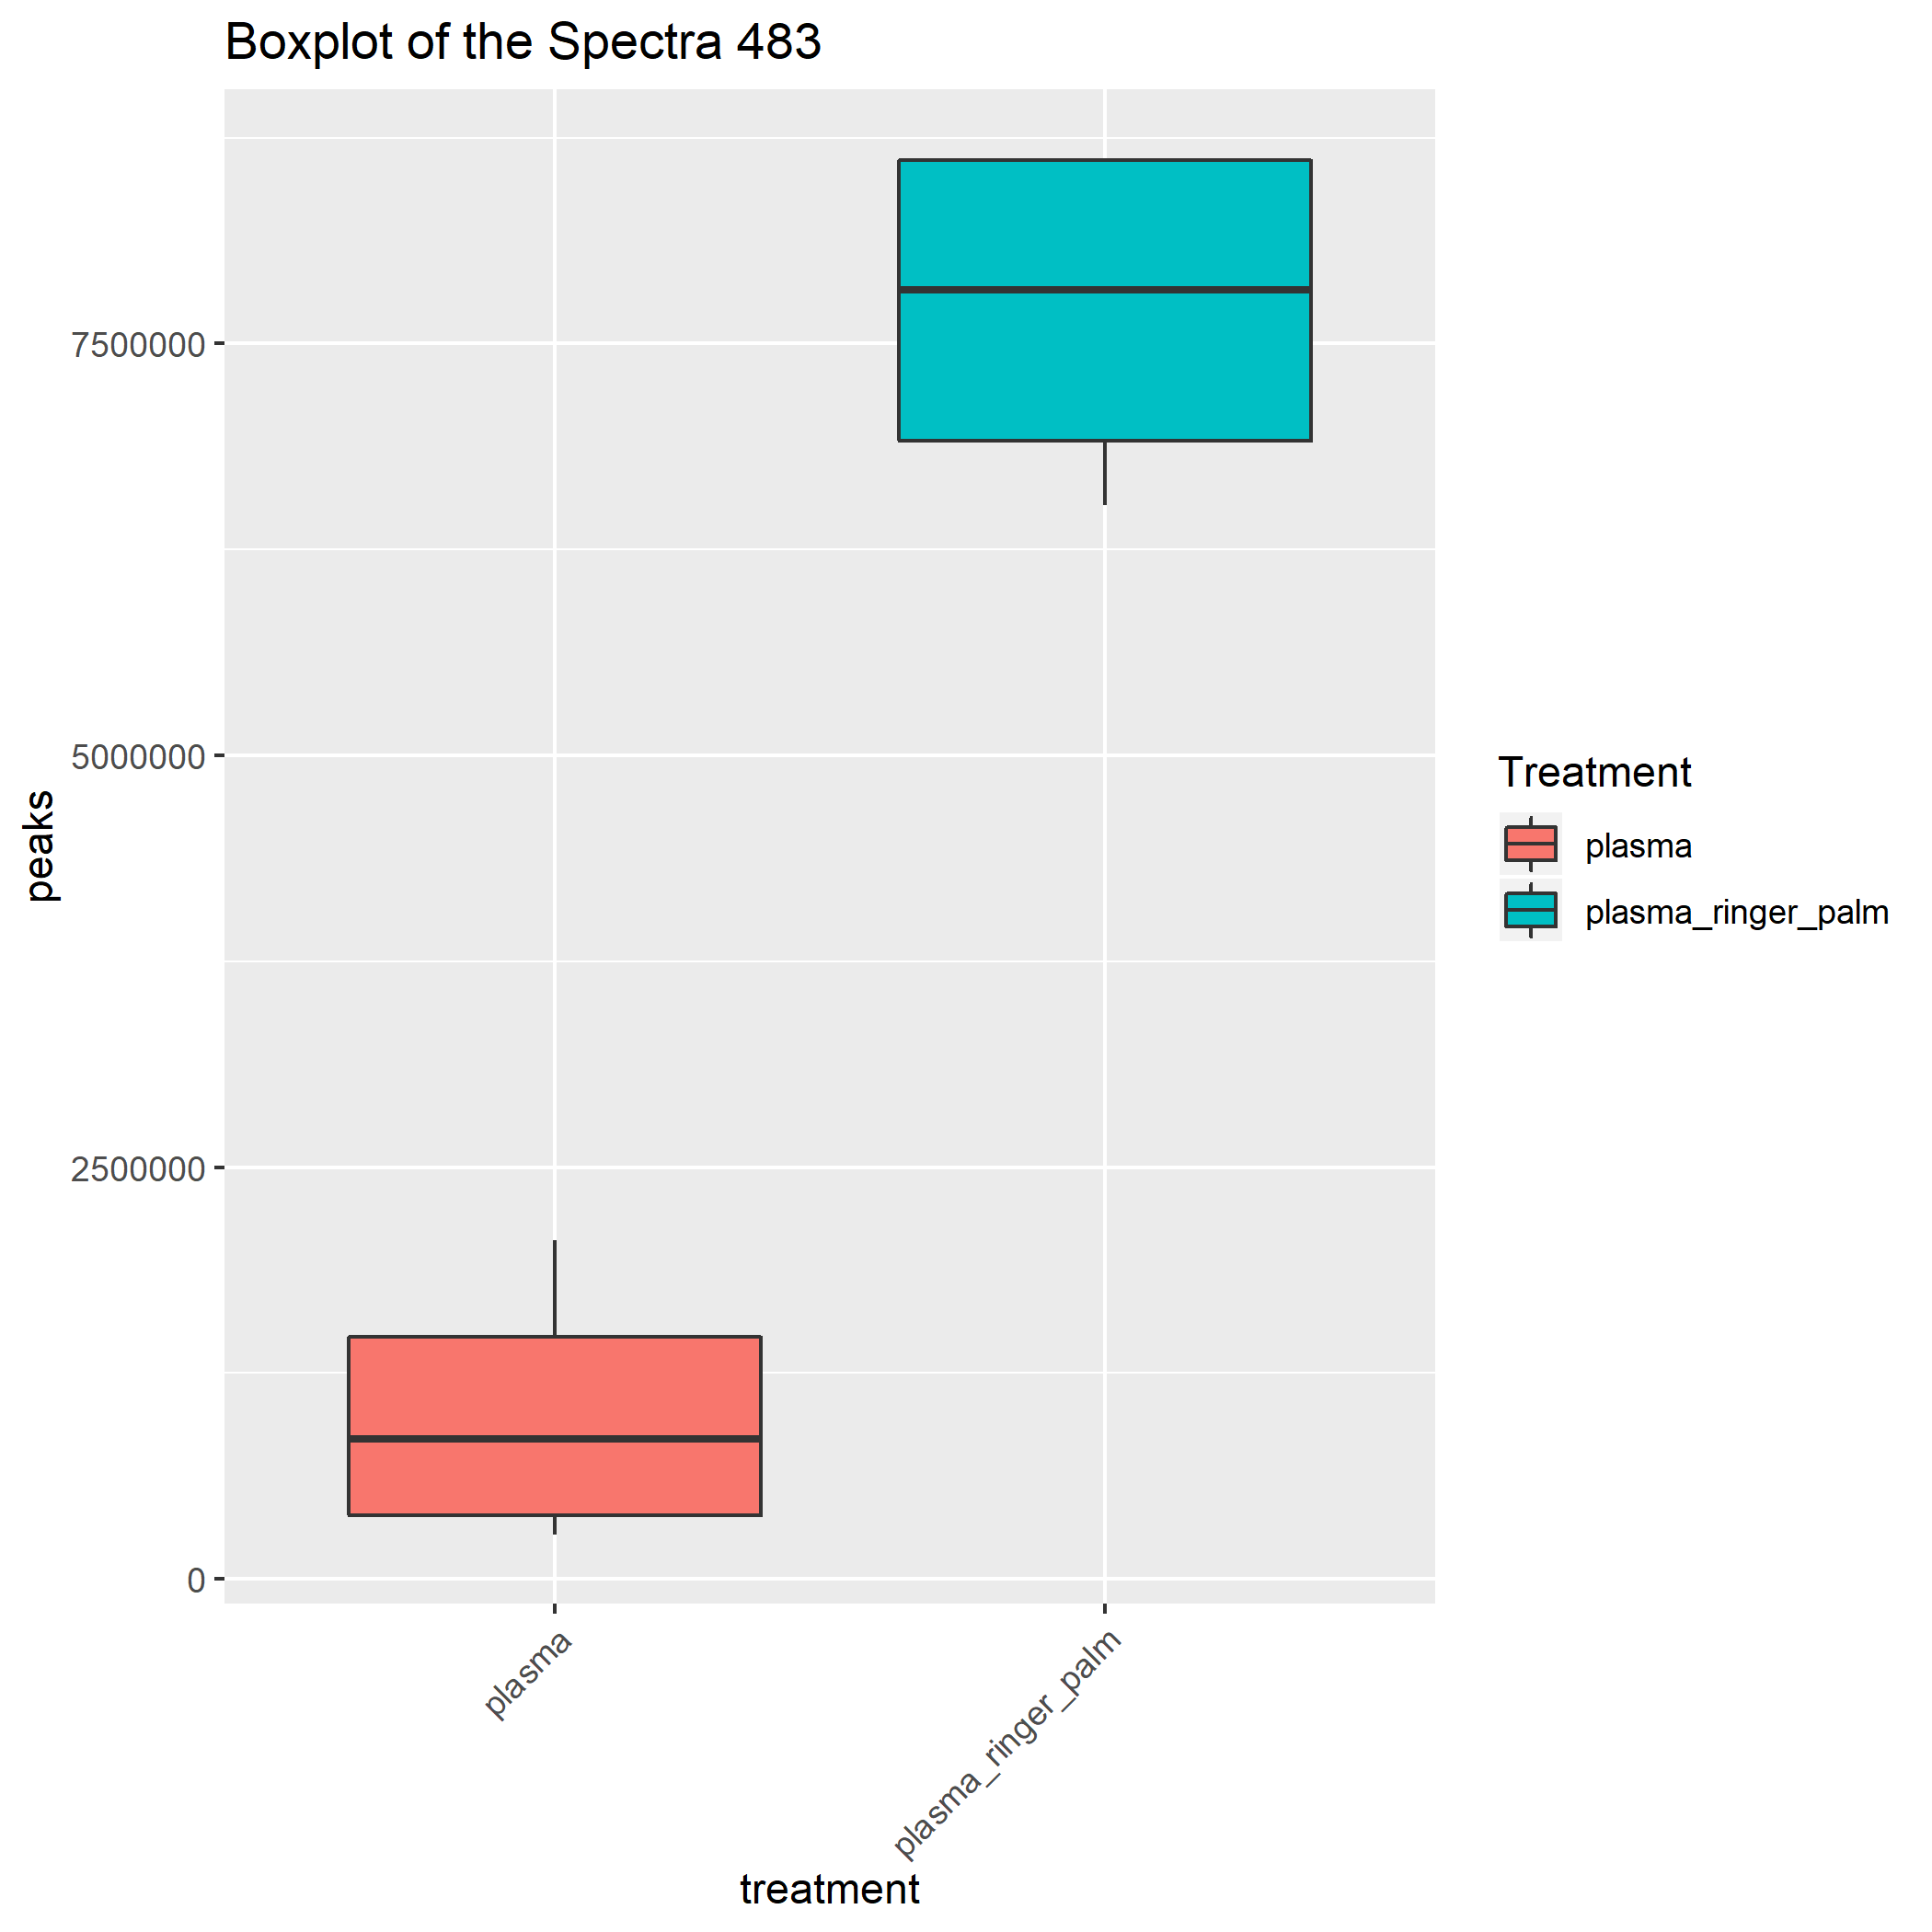 Boxplot of the Spectra 483
peaks
7500000
5000000
2500000
0
plasma
plasma_ringer_palm
treatment
Treatment
plasma
plasma_ringer_palm